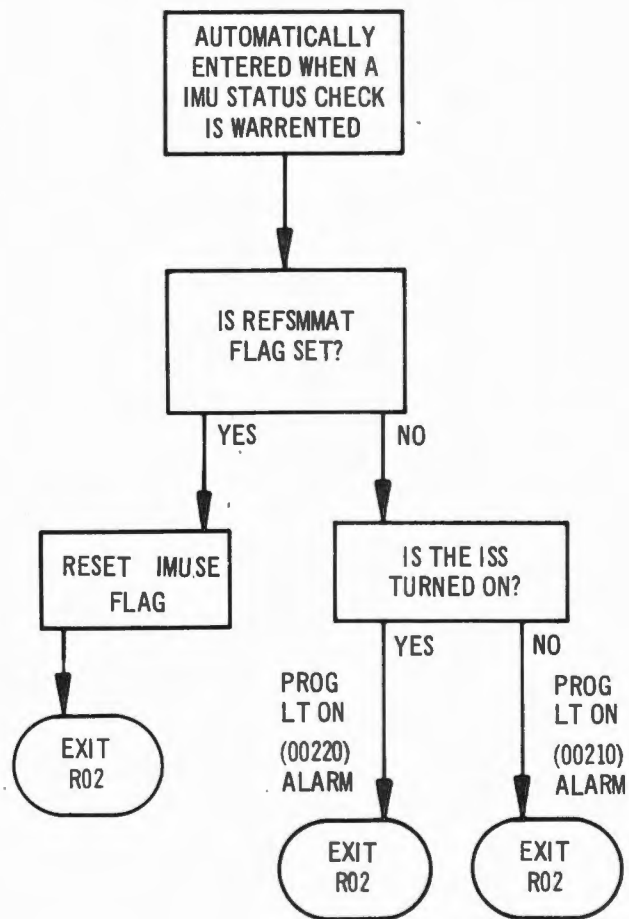 AUTOMATICALLY
ENTERED WHEN A
IMU STATUS CHECK
IS WARRENTED
IS REFSMMAT
FLAG SET?
YES
NO
RESET IMUSE
FLAG
IS THE ISS
TURNED ON?
EXIT
R02
YES
NO
PROG
LT ON
(00220)
ALARM
PROG
LT ON
(00210)
ALARM
EXIT
R02
EXIT
R02